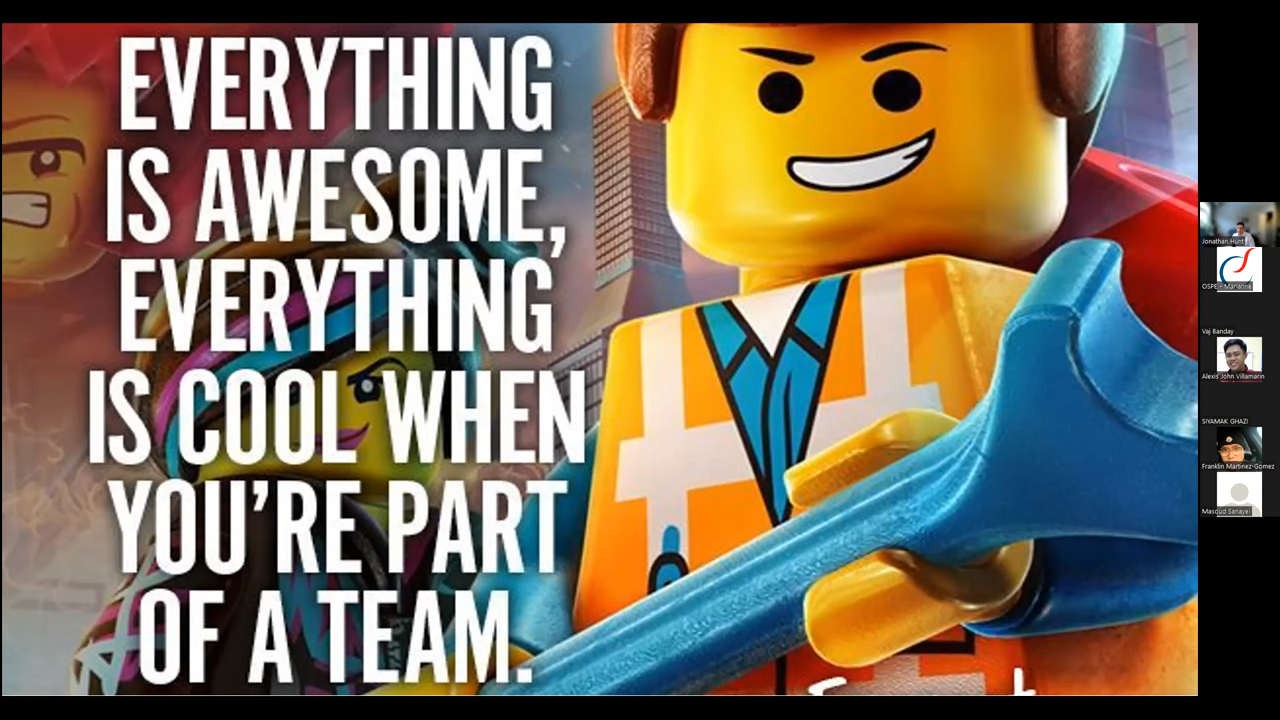 EVERYTHING
IS AWESOME,
EVERYTHING
IS COOL WHEN
YOU'RE PART
OF A TEAM.
Jonathan Hunt
OSPE - Marianne
Vaj Banday
Alexis John Villamarin
SIYAMAK GHAZI
Franklin Martinez-Gomez
Masoud Sanayei